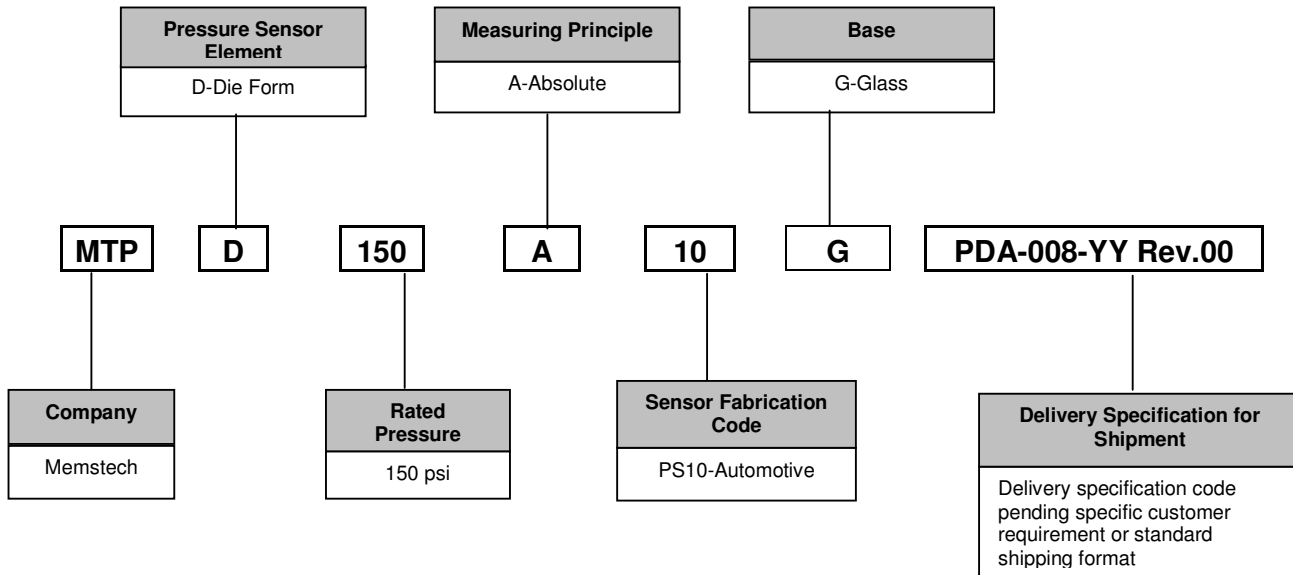 Pressure Sensor
Element
D-Die Form
Measuring Principle
A-Absolute
Base
G-Glass
MTP
D
150
A
10
G
PDA-008-YY Rev.00
Company
Memstech
Rated
Pressure
150 psi
Sensor Fabrication
Code
PS10-Automotive
Delivery Specification for
Shipment
Delivery specification code
pending specific customer
requirement or standard
shipping format